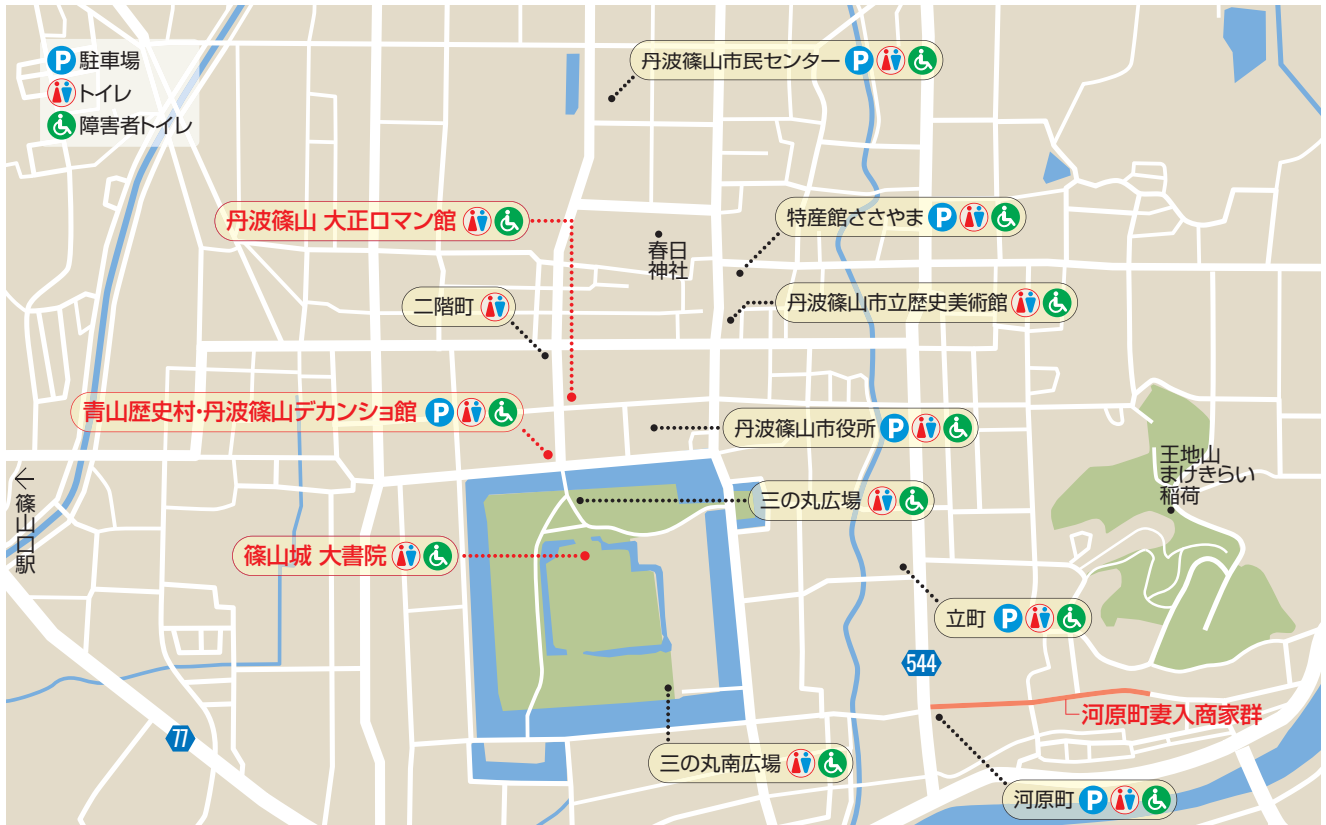 P 駐車場
トイレ
障害者トイレ
丹波篠山市民センター P
丹波篠山 大正ロマン館
特産館ささやま P
春日
神社
二階町
丹波篠山市立歴史美術館
青山歴史村・丹波篠山デカンショ館 P
丹波篠山市役所 P
王地山
まけきらい
稲荷
←篠山口駅
三の丸広場
篠山城 大書院
立町 P
544
河原町妻入商家群
77
三の丸南広場
河原町 P